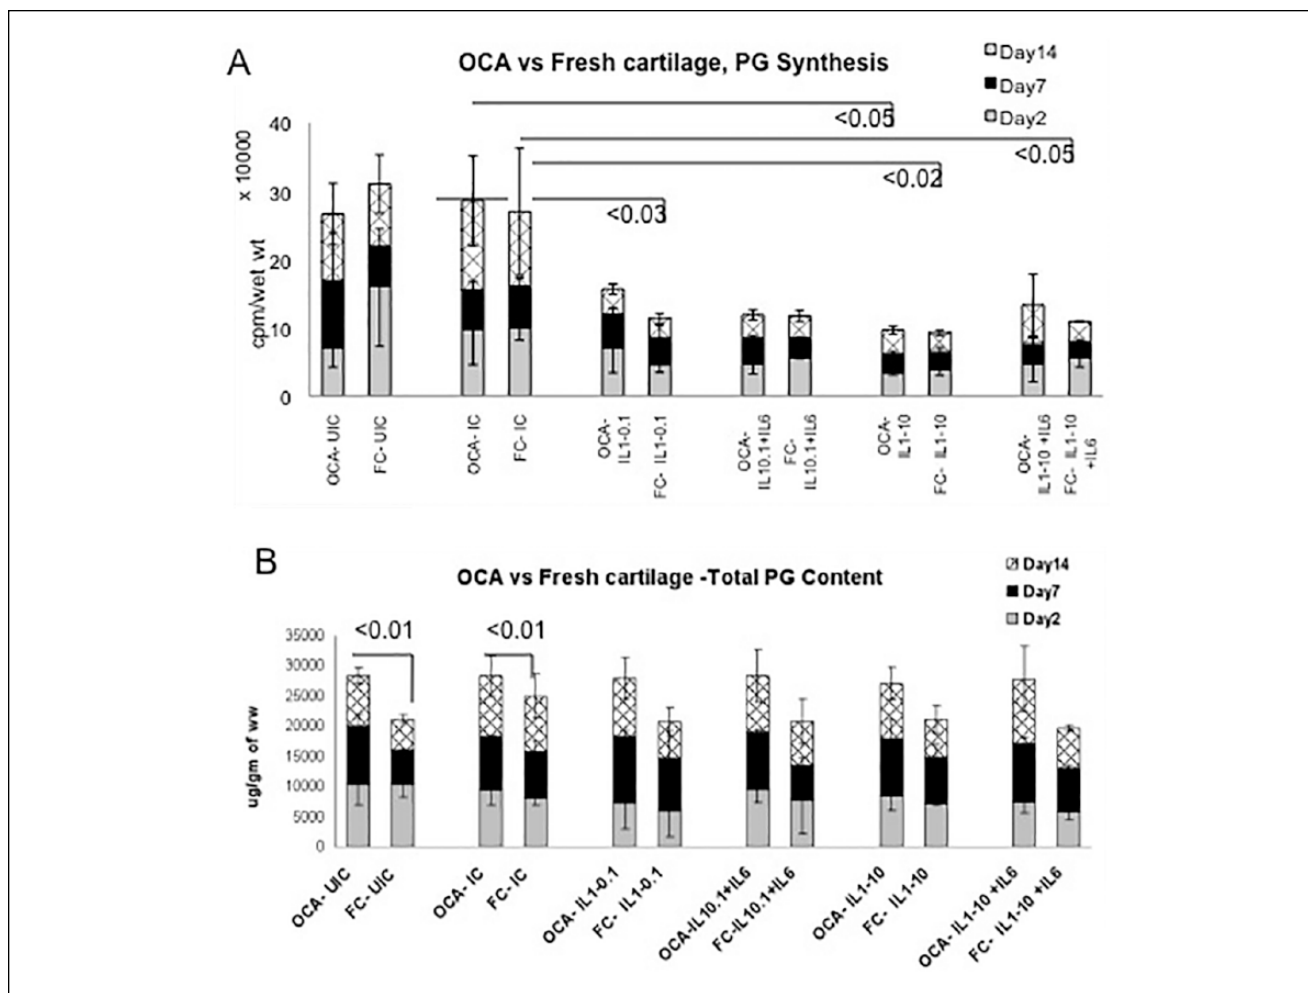 A
OCA vs Fresh cartilage, PG Synthesis
Day14
Day7
Day2
<0.05
<0.05
<0.02
<0.03
x 10000
cpm/wet wt
40
30
20
10
0
OCA- UIC
FC- UIC
OCA- IC
FC- IC
OCA-
IL1-0.1
FC- IL1-0.1
OCA-
IL10.1+IL6
FC-
IL10.1+IL6
OCA-
IL1-10
FC- IL1-10
OCA-
IL1-10 +IL6
FC- IL1-10
+IL6
B
OCA vs Fresh cartilage -Total PG Content
Day14
Day7
Day2
<0.01
<0.01
ug/gm of ww
35000
30000
25000
20000
15000
10000
5000
0
OCA- UIC
FC- UIC
OCA- IC
FC- IC
OCA- IL1-0.1
FC- IL1-0.1
OCA-IL10.1+IL6
FC-IL10.1+IL6
OCA- IL1-10
FC- IL1-10
OCA- IL1-10 +IL6
FC- IL1-10 +IL6